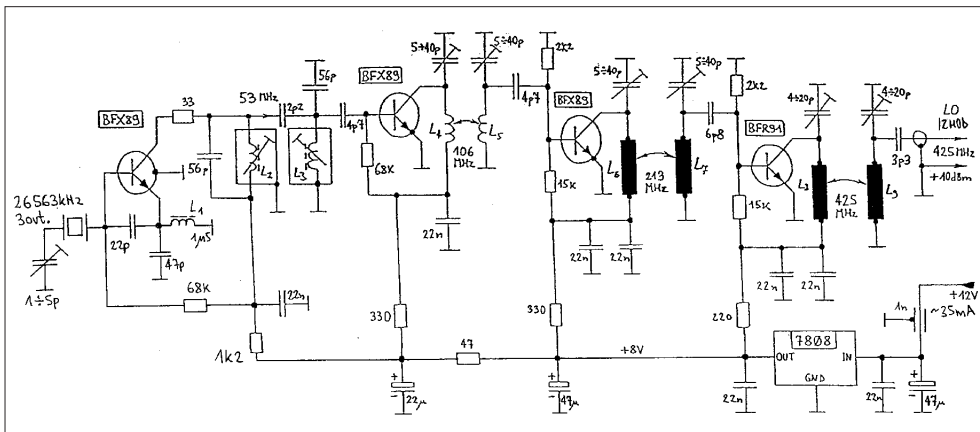 26563kHz
3ovt.
1÷5p
BFX89
33
22p
47p
L1
1μS
68K
1k2
56p
53 MHz
2p2
L2
22n
56p
L3
4p7
BFX89
68K
330
22μ
5÷40p
L4
106
MHz
22n
5÷40p
L5
4p7
47
2k2
BFX89
15K
330
47μ
5÷40p
L6
213
MHz
22n
22n
5÷40p
L7
6p8
+8V
2k2
BFR91
15K
220
22n
4÷20p
L8
425
MHz
22n
22n
4÷20p
L9
3p3
LO
12H0b
425MHz
+10dBm
7808
OUT
IN
GND
22n
1n
+12V
~35mA
47μ